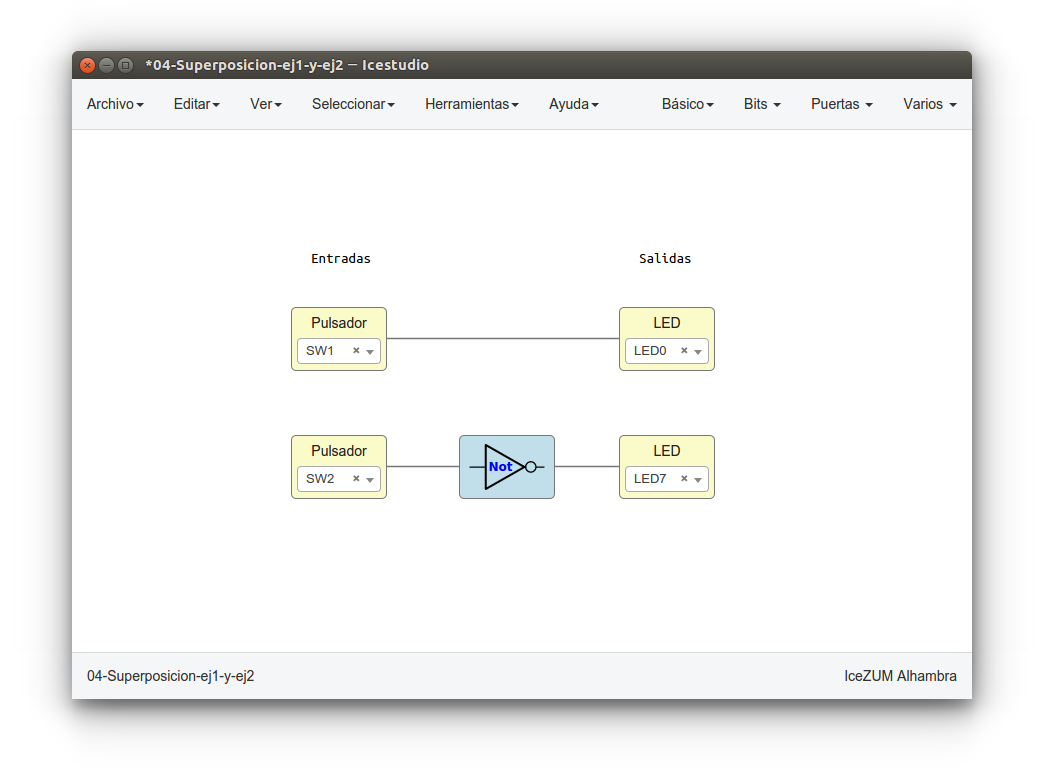 *04-Superposicion-ej1-y-ej2 — Icestudio
Archivo Editar Ver Seleccionar Herramientas Ayuda Básico Bits Puertas Varios
Entradas Salidas
Pulsador LED
SW1 LED0
Pulsador Not LED
SW2 LED7
04-Superposicion-ej1-y-ej2 IceZUM Alhambra